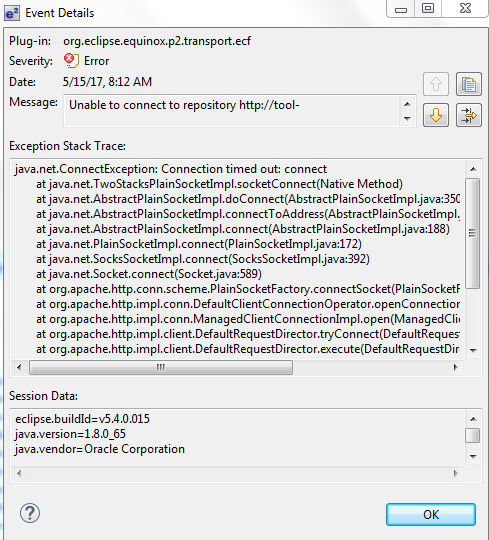 e² Event Details
Plug-in: org.eclipse.equinox.p2.transport.ecf
Severity: Error
Date: 5/15/17, 8:12 AM
Message: Unable to connect to repository http://tool-
Exception Stack Trace:
java.net.ConnectException: Connection timed out: connect
at java.net.TwoStacksPlainSocketImpl.socketConnect(Native Method)
at java.net.AbstractPlainSocketImpl.doConnect(AbstractPlainSocketImpl.java:350
at java.net.AbstractPlainSocketImpl.connectToAddress(AbstractPlainSocketImpl.
at java.net.AbstractPlainSocketImpl.connect(AbstractPlainSocketImpl.java:188)
at java.net.PlainSocketImpl.connect(PlainSocketImpl.java:172)
at java.net.SocksSocketImpl.connect(SocksSocketImpl.java:392)
at java.net.Socket.connect(Socket.java:589)
at org.apache.http.conn.scheme.PlainSocketFactory.connectSocket(PlainSocketF
at org.apache.http.impl.conn.DefaultClientConnectionOperator.openConnection
at org.apache.http.impl.conn.ManagedClientConnectionImpl.open(ManagedCli
at org.apache.http.impl.client.DefaultRequestDirector.tryConnect(DefaultReques
at org.apache.http.impl.client.DefaultRequestDirector.execute(DefaultRequestDir
Session Data:
eclipse.buildId=v5.4.0.015
java.version=1.8.0_65
java.vendor=Oracle Corporation
? OK